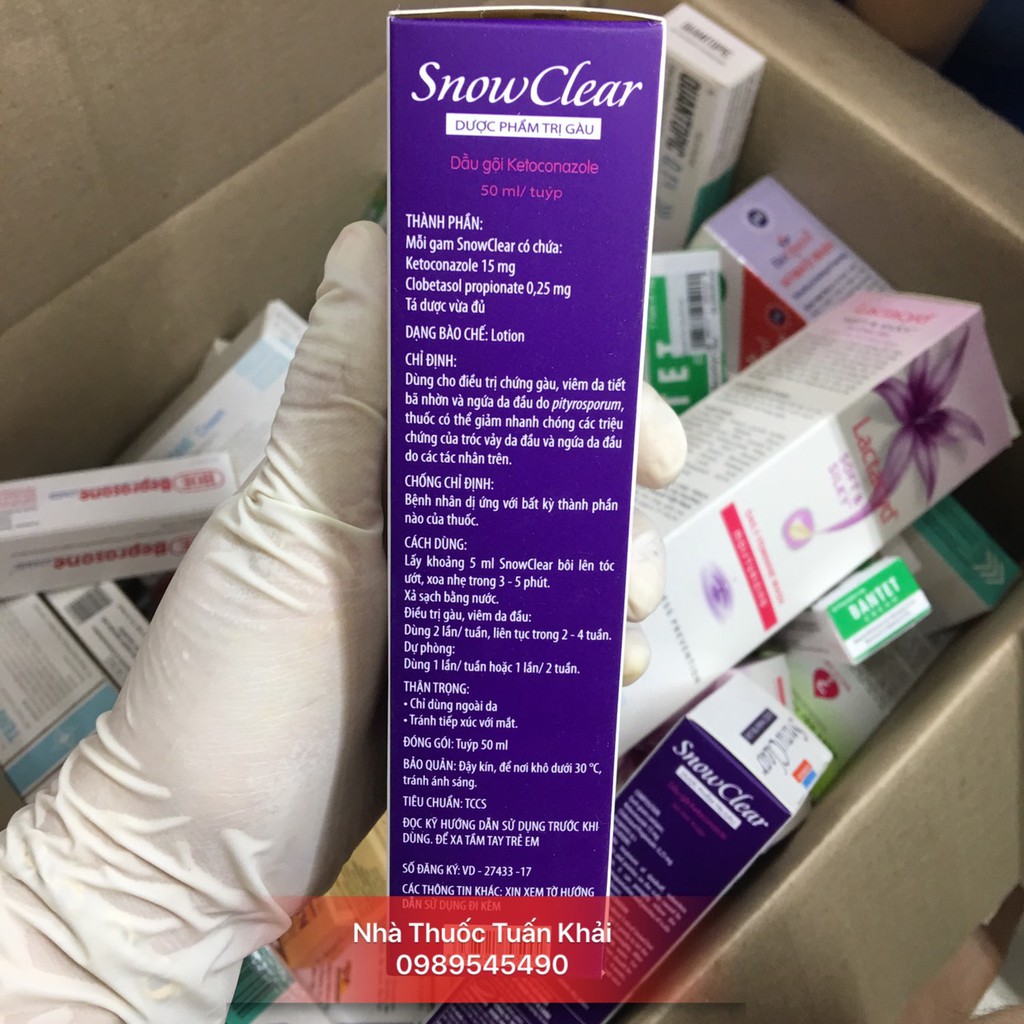 SnowClear
DƯỢC PHẨM TRỊ GÀU
Dầu gội Ketoconazole
50 ml/ tuýp
THÀNH PHẦN:
Mỗi gam SnowClear có chứa:
Ketoconazole 15 mg
Clobetasol propionate 0,25 mg
Tá dược vừa đủ
DẠNG BÀO CHẾ: Lotion
CHỈ ĐỊNH:
Dùng cho điều trị chứng gàu, viêm da tiết
bã nhờn và ngứa da đầu do pityrosporum,
thuốc có thể giảm nhanh chóng các triệu
chứng của tróc vảy da đầu và ngứa da đầu
do các tác nhân trên.
CHỐNG CHỈ ĐỊNH:
Bệnh nhân dị ứng với bất kỳ thành phần
nào của thuốc.
CÁCH DÙNG:
Lấy khoảng 5 ml SnowClear bôi lên tóc
ướt, xoa nhẹ trong 3 - 5 phút.
Xả sạch bằng nước.
Điều trị gàu, viêm da đầu:
Dùng 2 lần/ tuần, liên tục trong 2 - 4 tuần.
Dự phòng:
Dùng 1 lần/ tuần hoặc 1 lần/ 2 tuần.
THẬN TRỌNG:
• Chỉ dùng ngoài da
• Tránh tiếp xúc với mắt.
ĐÓNG GÓI: Tuýp 50 ml
BẢO QUẢN: Đậy kín, để nơi khô dưới 30 °C,
tránh ánh sáng.
TIÊU CHUẨN: TCCS
ĐỌC KỸ HƯỚNG DẪN SỬ DỤNG TRƯỚC KHI
DÙNG. ĐỂ XA TẦM TAY TRẺ EM
SỐ ĐĂNG KÝ: VD - 27433 -17
CÁC THÔNG TIN KHÁC: XIN XEM TỜ HƯỚNG
DẪN SỬ DỤNG ĐI KÈM
Nhà Thuốc Tuấn Khải
0989545490
QUANTOPIC 0,1%
Lactacyd
SOFT &
SILKY
DAILY FEMININE WASH
MOISTURIZING
DANTET
Beprosone
Beprosone
SnowClear
SnowClear